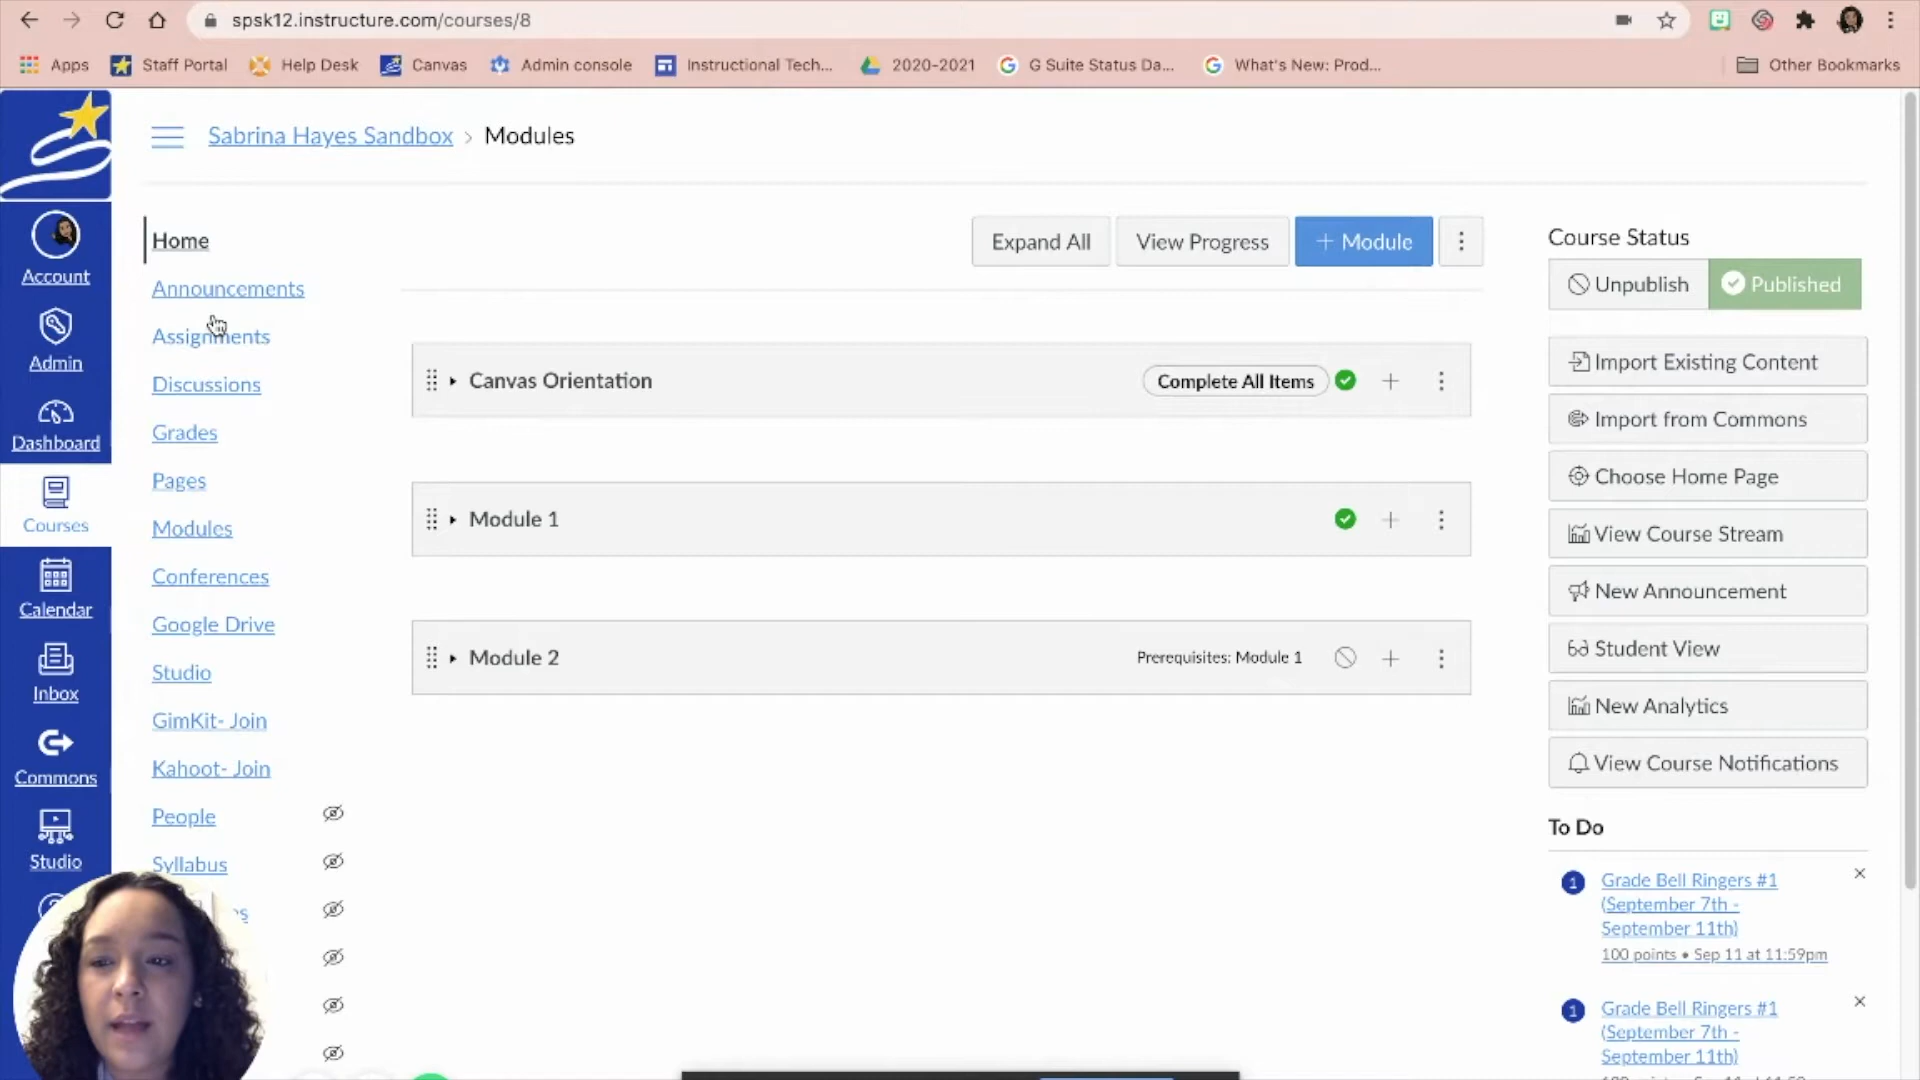 spsk12.instructure.com/courses/8
Apps
Staff Portal
Help Desk
Canvas
Admin console
Instructional Tech...
2020-2021
G Suite Status Da...
What's New: Prod...
Other Bookmarks
Sabrina Hayes Sandbox > Modules
Account
Admin
Dashboard
Courses
Calendar
Inbox
Commons
Studio
Home
Announcements
Assignments
Discussions
Grades
Pages
Modules
Conferences
Google Drive
Studio
GimKit- Join
Kahoot- Join
People
Syllabus
Expand All
View Progress
+ Module
Canvas Orientation
Complete All Items
Module 1
Module 2
Prerequisites: Module 1
Course Status
Unpublish
Published
Import Existing Content
Import from Commons
Choose Home Page
View Course Stream
New Announcement
Student View
New Analytics
View Course Notifications
To Do
1
Grade Bell Ringers #1
(September 7th -
September 11th)
100 points • Sep 11 at 11:59pm
1
Grade Bell Ringers #1
(September 7th -
September 11th)